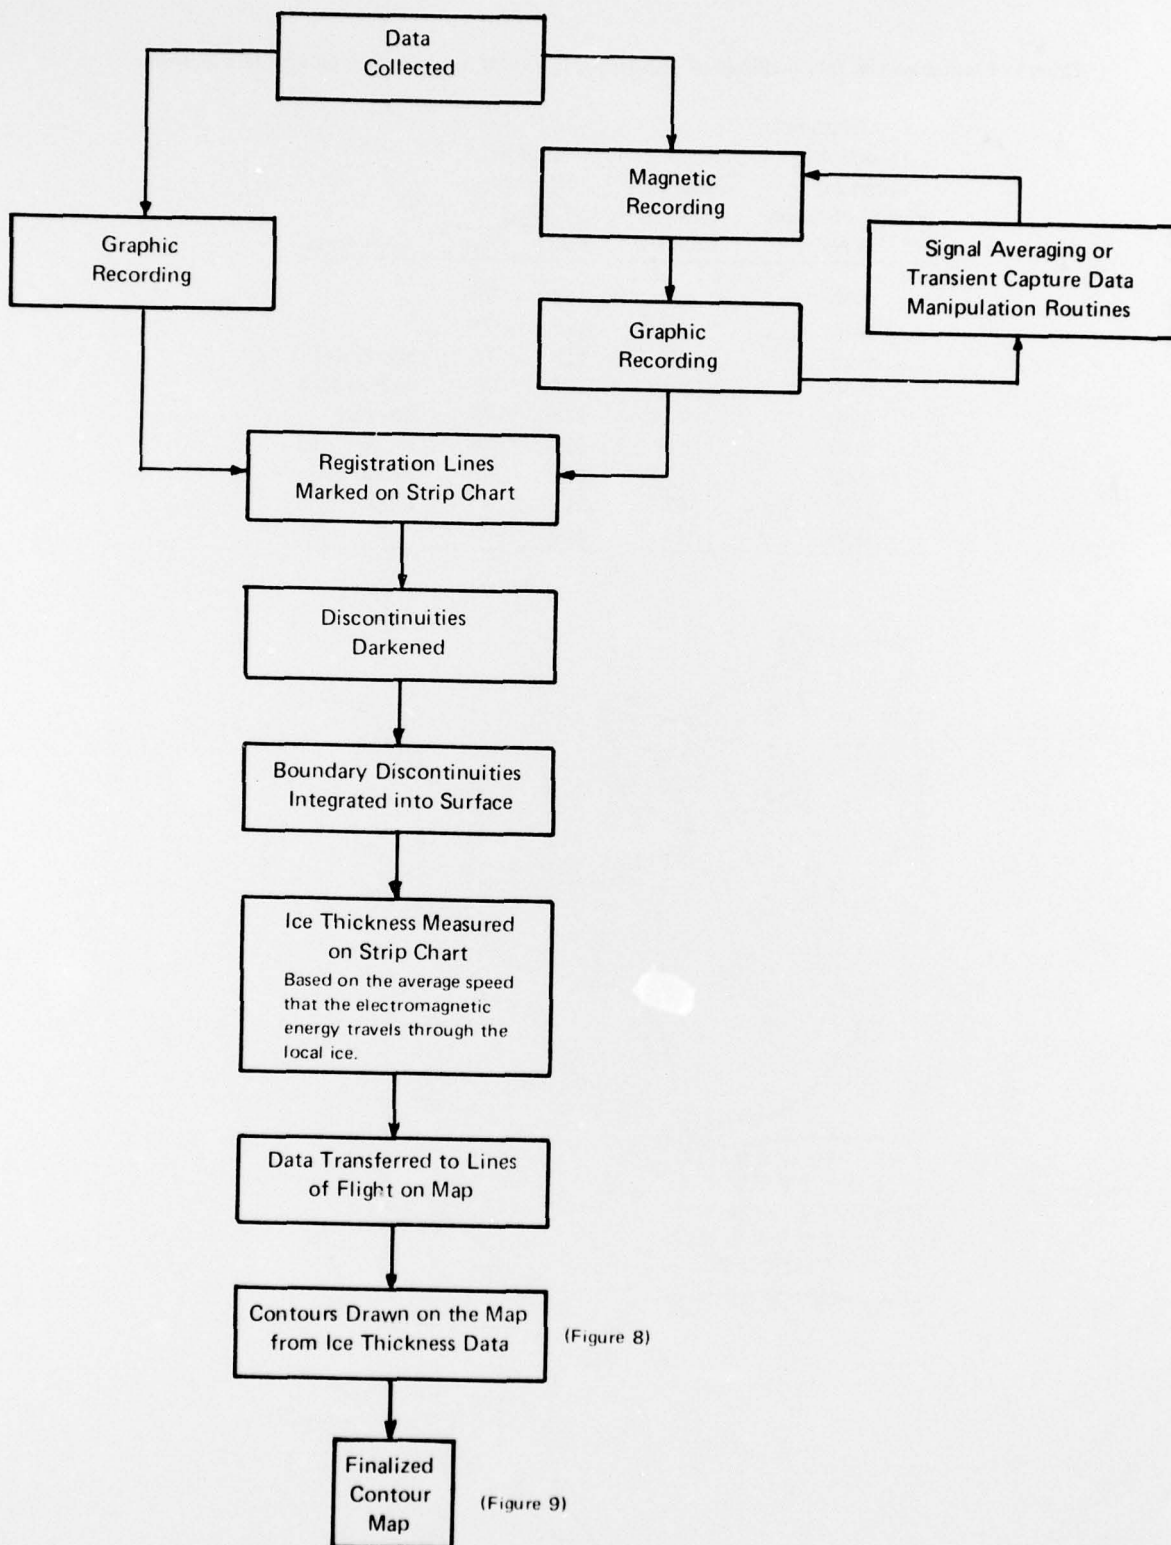 Data
Collected
Magnetic
Recording
Graphic
Recording
Signal Averaging or
Transient Capture Data
Manipulation Routines
Graphic
Recording
Registration Lines
Marked on Strip Chart
Discontinuities
Darkened
Boundary Discontinuities
Integrated into Surface
Ice Thickness Measured
on Strip Chart
Based on the average speed
that the electromagnetic
energy travels through the
local ice.
Data Transferred to Lines
of Flight on Map
Contours Drawn on the Map
from Ice Thickness Data
(Figure 8)
Finalized
Contour
Map
(Figure 9)